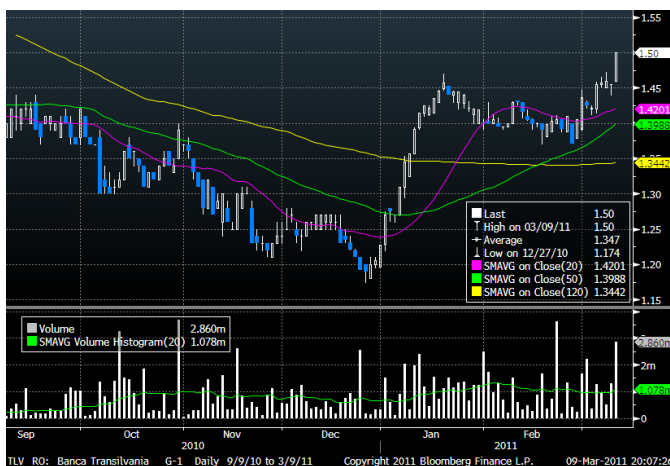 1.55
1.50
1.45
1.4201
1.3988
1.3442
1.30
1.25
1.20
1.15
Last 1.50
High on 03/09/11 1.50
Average 1.347
Low on 12/27/10 1.174
SMAVG on Close(20) 1.4201
SMAVG on Close(50) 1.3988
SMAVG on Close(120) 1.3442
Volume 2.860m
SMAVG Volume Histogram(20) 1.078m
2.860m
2m
1.078m
0
Sep Oct Nov Dec Jan Feb
2010 2011
TLV RO: Banca Transilvania G-1 Daily 9/9/10 to 3/9/11 Copyright 2011 Bloomberg Finance L.P. 09-Mar-2011 20:07:26